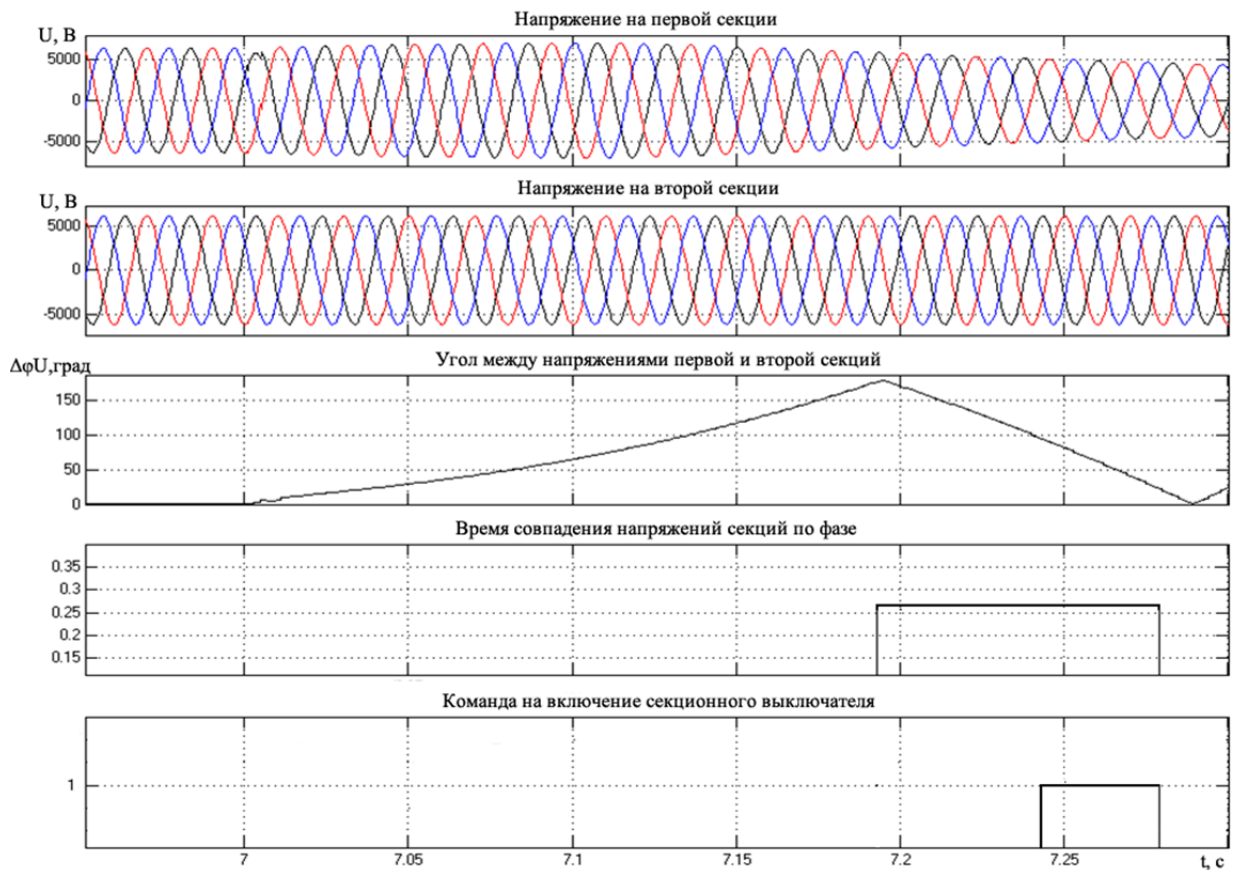 Напряжение на первой секции
U, В
5000
0
-5000
Напряжение на второй секции
U, В
5000
0
-5000
Угол между напряжениями первой и второй секций
ΔφU,град
150
100
50
0
Время совпадения напряжений секций по фазе
0.35
0.3
0.25
0.2
0.15
Команда на включение секционного выключателя
1
7 7.05 7.1 7.15 7.2 7.25 t, с